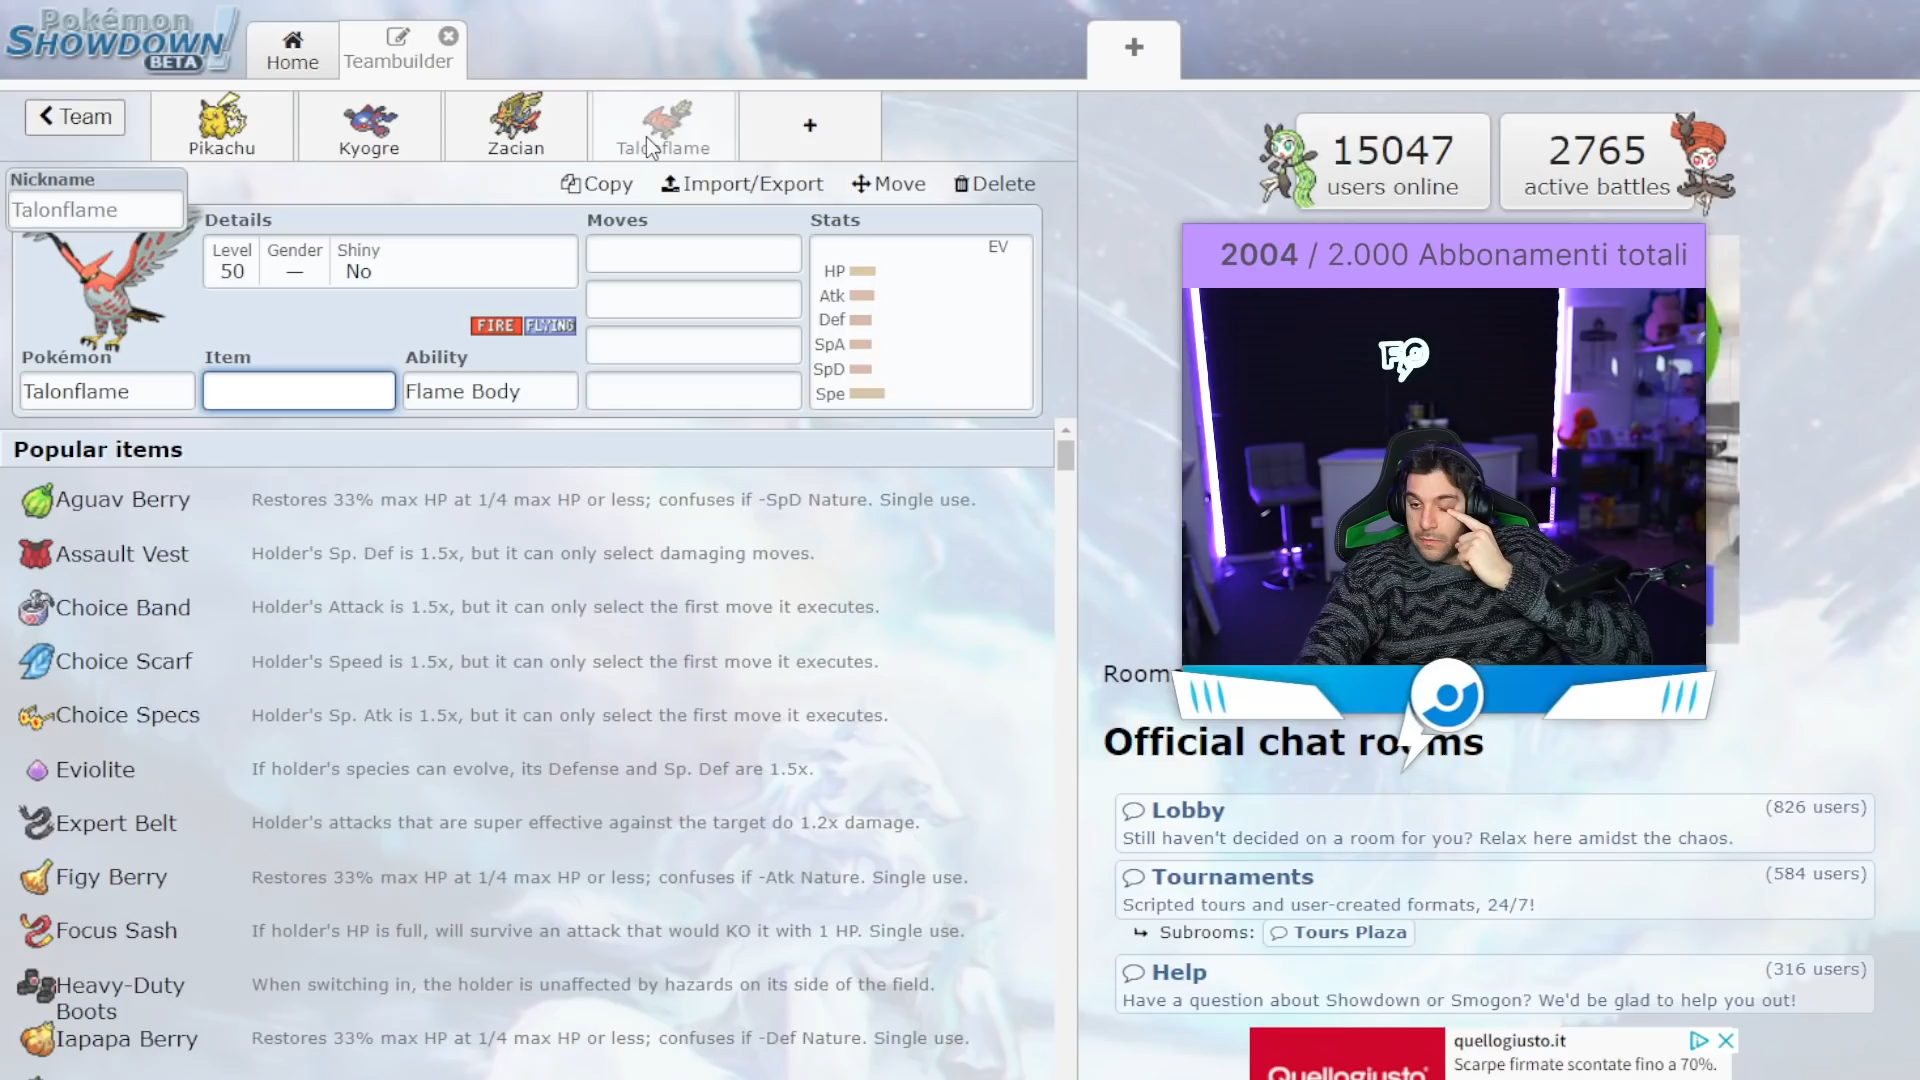 Pokémon
SHOWDOWN!
BETA
Home
Teambuilder
+
Team
Pikachu
Kyogre
Zacian
Talonflame
+
Copy
Import/Export
Move
Delete
Nickname
Talonflame
Details
Moves
Stats
Level
50
Gender
—
Shiny
No
EV
HP
Atk
Def
SpA
SpD
Spe
FIRE
FLYING
Pokémon
Item
Ability
Talonflame
Flame Body
Popular items
Aguav Berry Restores 33% max HP at 1/4 max HP or less; confuses if -SpD Nature. Single use.
Assault Vest Holder's Sp. Def is 1.5x, but it can only select damaging moves.
Choice Band Holder's Attack is 1.5x, but it can only select the first move it executes.
Choice Scarf Holder's Speed is 1.5x, but it can only select the first move it executes.
Choice Specs Holder's Sp. Atk is 1.5x, but it can only select the first move it executes.
Eviolite If holder's species can evolve, its Defense and Sp. Def are 1.5x.
Expert Belt Holder's attacks that are super effective against the target do 1.2x damage.
Figy Berry Restores 33% max HP at 1/4 max HP or less; confuses if -Atk Nature. Single use.
Focus Sash If holder's HP is full, will survive an attack that would KO it with 1 HP. Single use.
Heavy-Duty Boots When switching in, the holder is unaffected by hazards on its side of the field.
Iapapa Berry Restores 33% max HP at 1/4 max HP or less; confuses if -Def Nature. Single use.
15047
users online
2765
active battles
2004 / 2.000 Abbonamenti totali
Room
Official chat rooms
Lobby (826 users)
Still haven't decided on a room for you? Relax here amidst the chaos.
Tournaments (584 users)
Scripted tours and user-created formats, 24/7!
Subrooms: Tours Plaza
Help (316 users)
Have a question about Showdown or Smogon? We'd be glad to help you out!
Quellogiusto
quellogiusto.it
Scarpe firmate scontate fino a 70%.